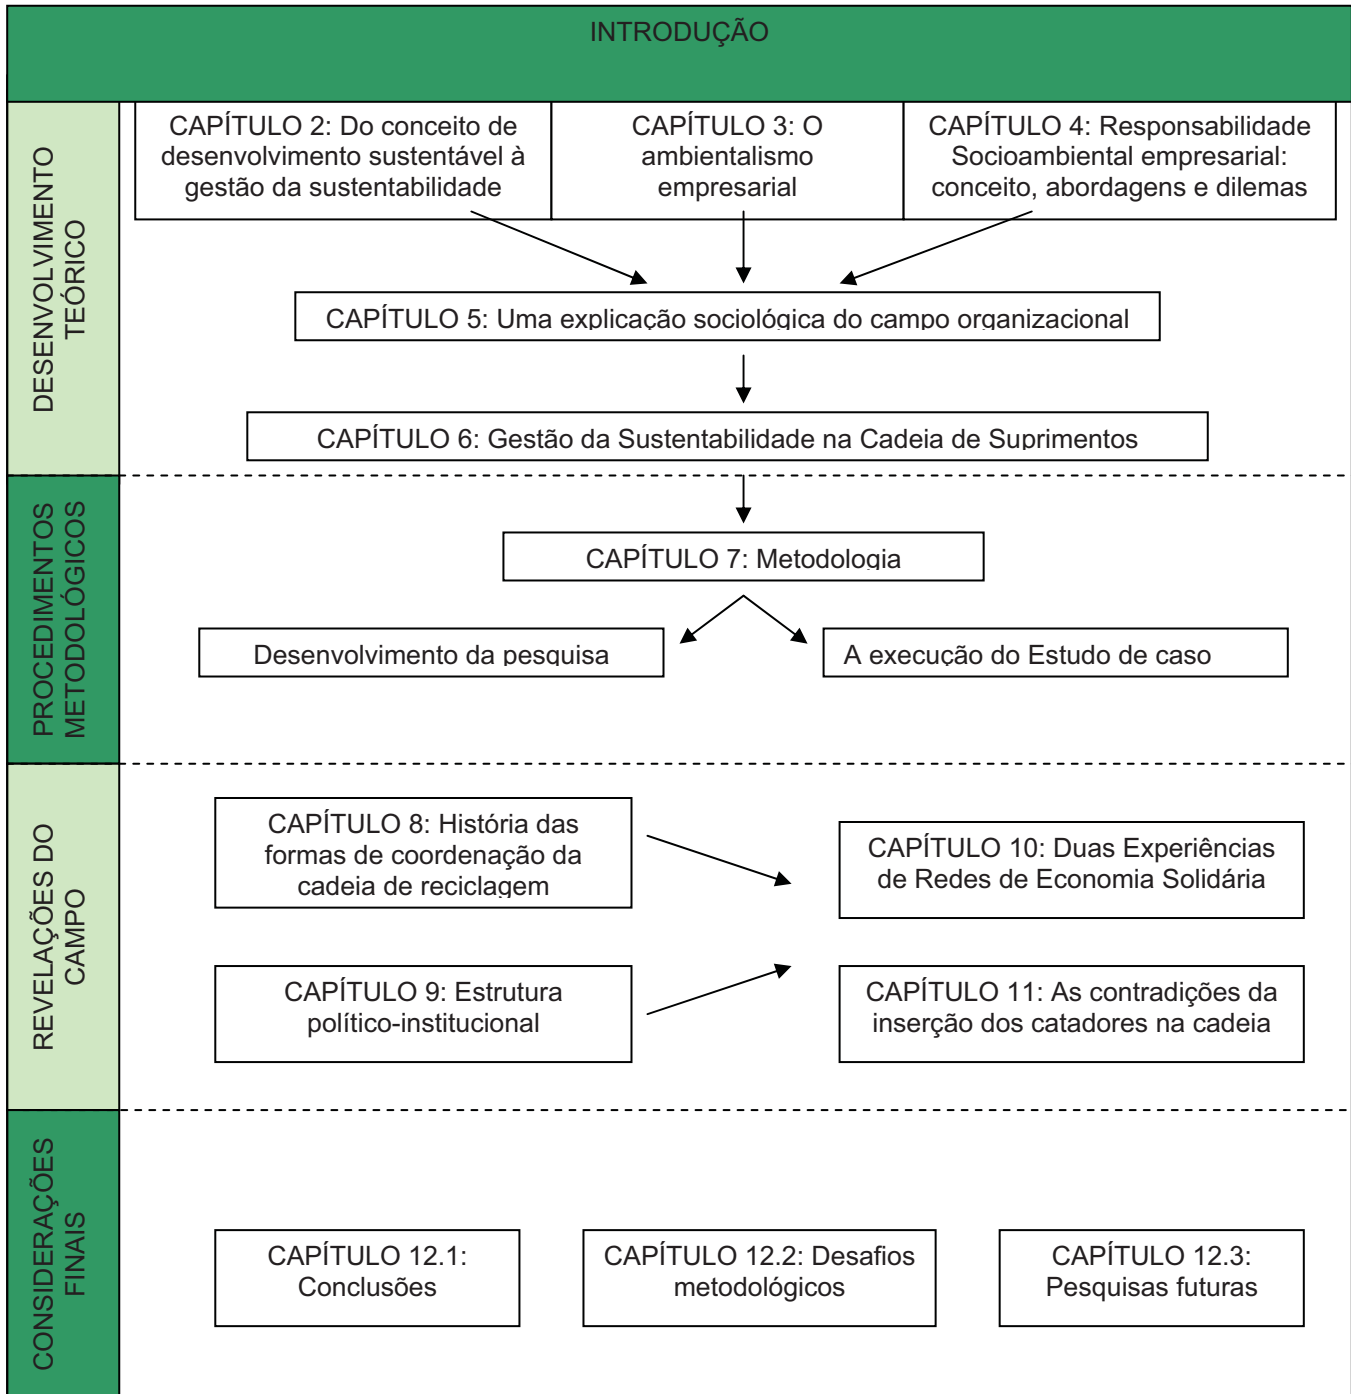 INTRODUÇÃO
DESENVOLVIMENTO
TEÓRICO
CAPÍTULO 2: Do conceito de
desenvolvimento sustentável à
gestão da sustentabilidade
CAPÍTULO 3: O
ambientalismo
empresarial
CAPÍTULO 4: Responsabilidade
Socioambiental empresarial:
conceito, abordagens e dilemas
CAPÍTULO 5: Uma explicação sociológica do campo organizacional
CAPÍTULO 6: Gestão da Sustentabilidade na Cadeia de Suprimentos
PROCEDIMENTOS
METODOLÓGICOS
CAPÍTULO 7: Metodologia
Desenvolvimento da pesquisa
A execução do Estudo de caso
REVELAÇÕES DO
CAMPO
CAPÍTULO 8: História das
formas de coordenação da
cadeia de reciclagem
CAPÍTULO 10: Duas Experiências
de Redes de Economia Solidária
CAPÍTULO 9: Estrutura
político-institucional
CAPÍTULO 11: As contradições da
inserção dos catadores na cadeia
CONSIDERAÇÕES
FINAIS
CAPÍTULO 12.1:
Conclusões
CAPÍTULO 12.2: Desafios
metodológicos
CAPÍTULO 12.3:
Pesquisas futuras